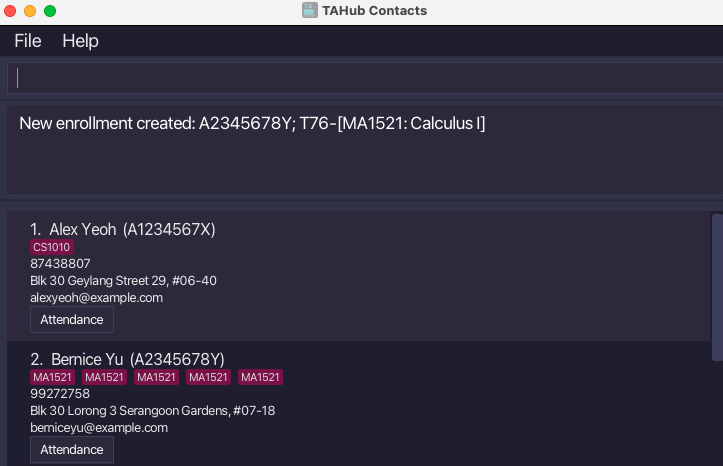 TAHub Contacts
File Help
New enrollment created: A2345678Y; T76-[MA1521: Calculus I]
1. Alex Yeoh (A1234567X)
CS1010
87438807
Blk 30 Geylang Street 29, #06-40
alexyeoh@example.com
Attendance
2. Bernice Yu (A2345678Y)
MA1521 MA1521 MA1521 MA1521 MA1521
99272758
Blk 30 Lorong 3 Serangoon Gardens, #07-18
berniceyu@example.com
Attendance